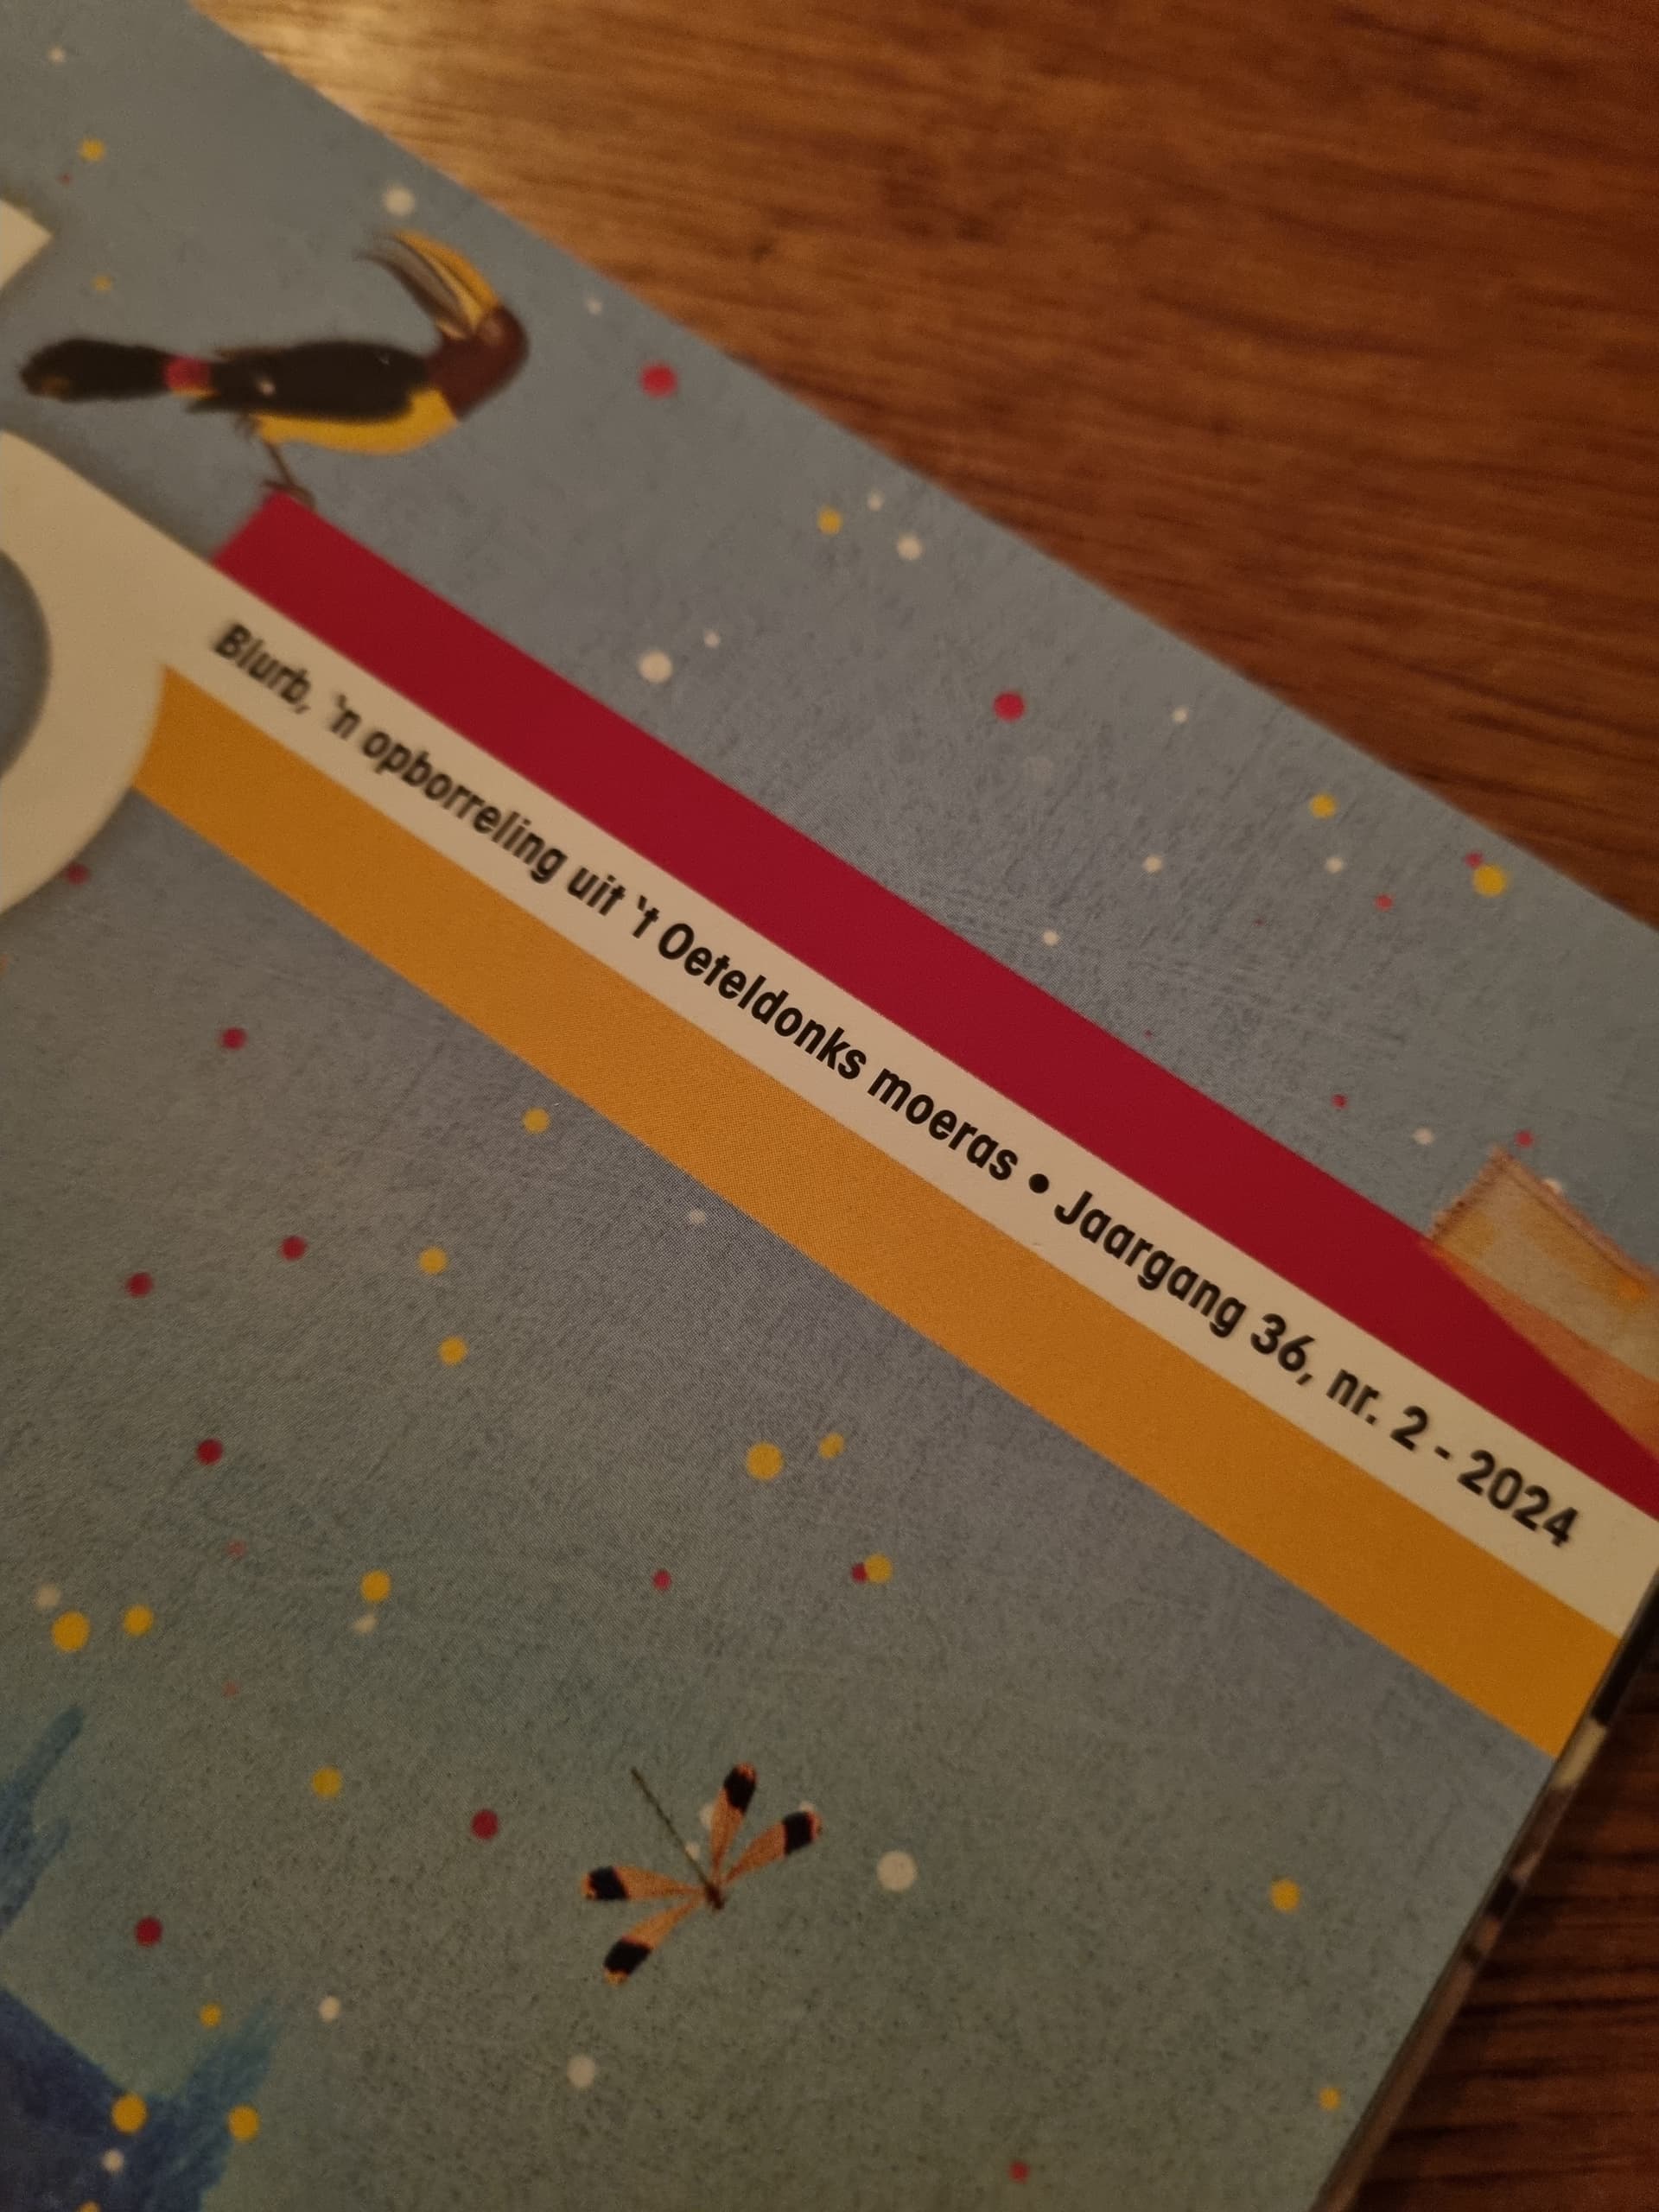 Blurb, 'n opborreling uit 't Oeteldonks moeras • Jaargang 36, nr. 2 - 2024